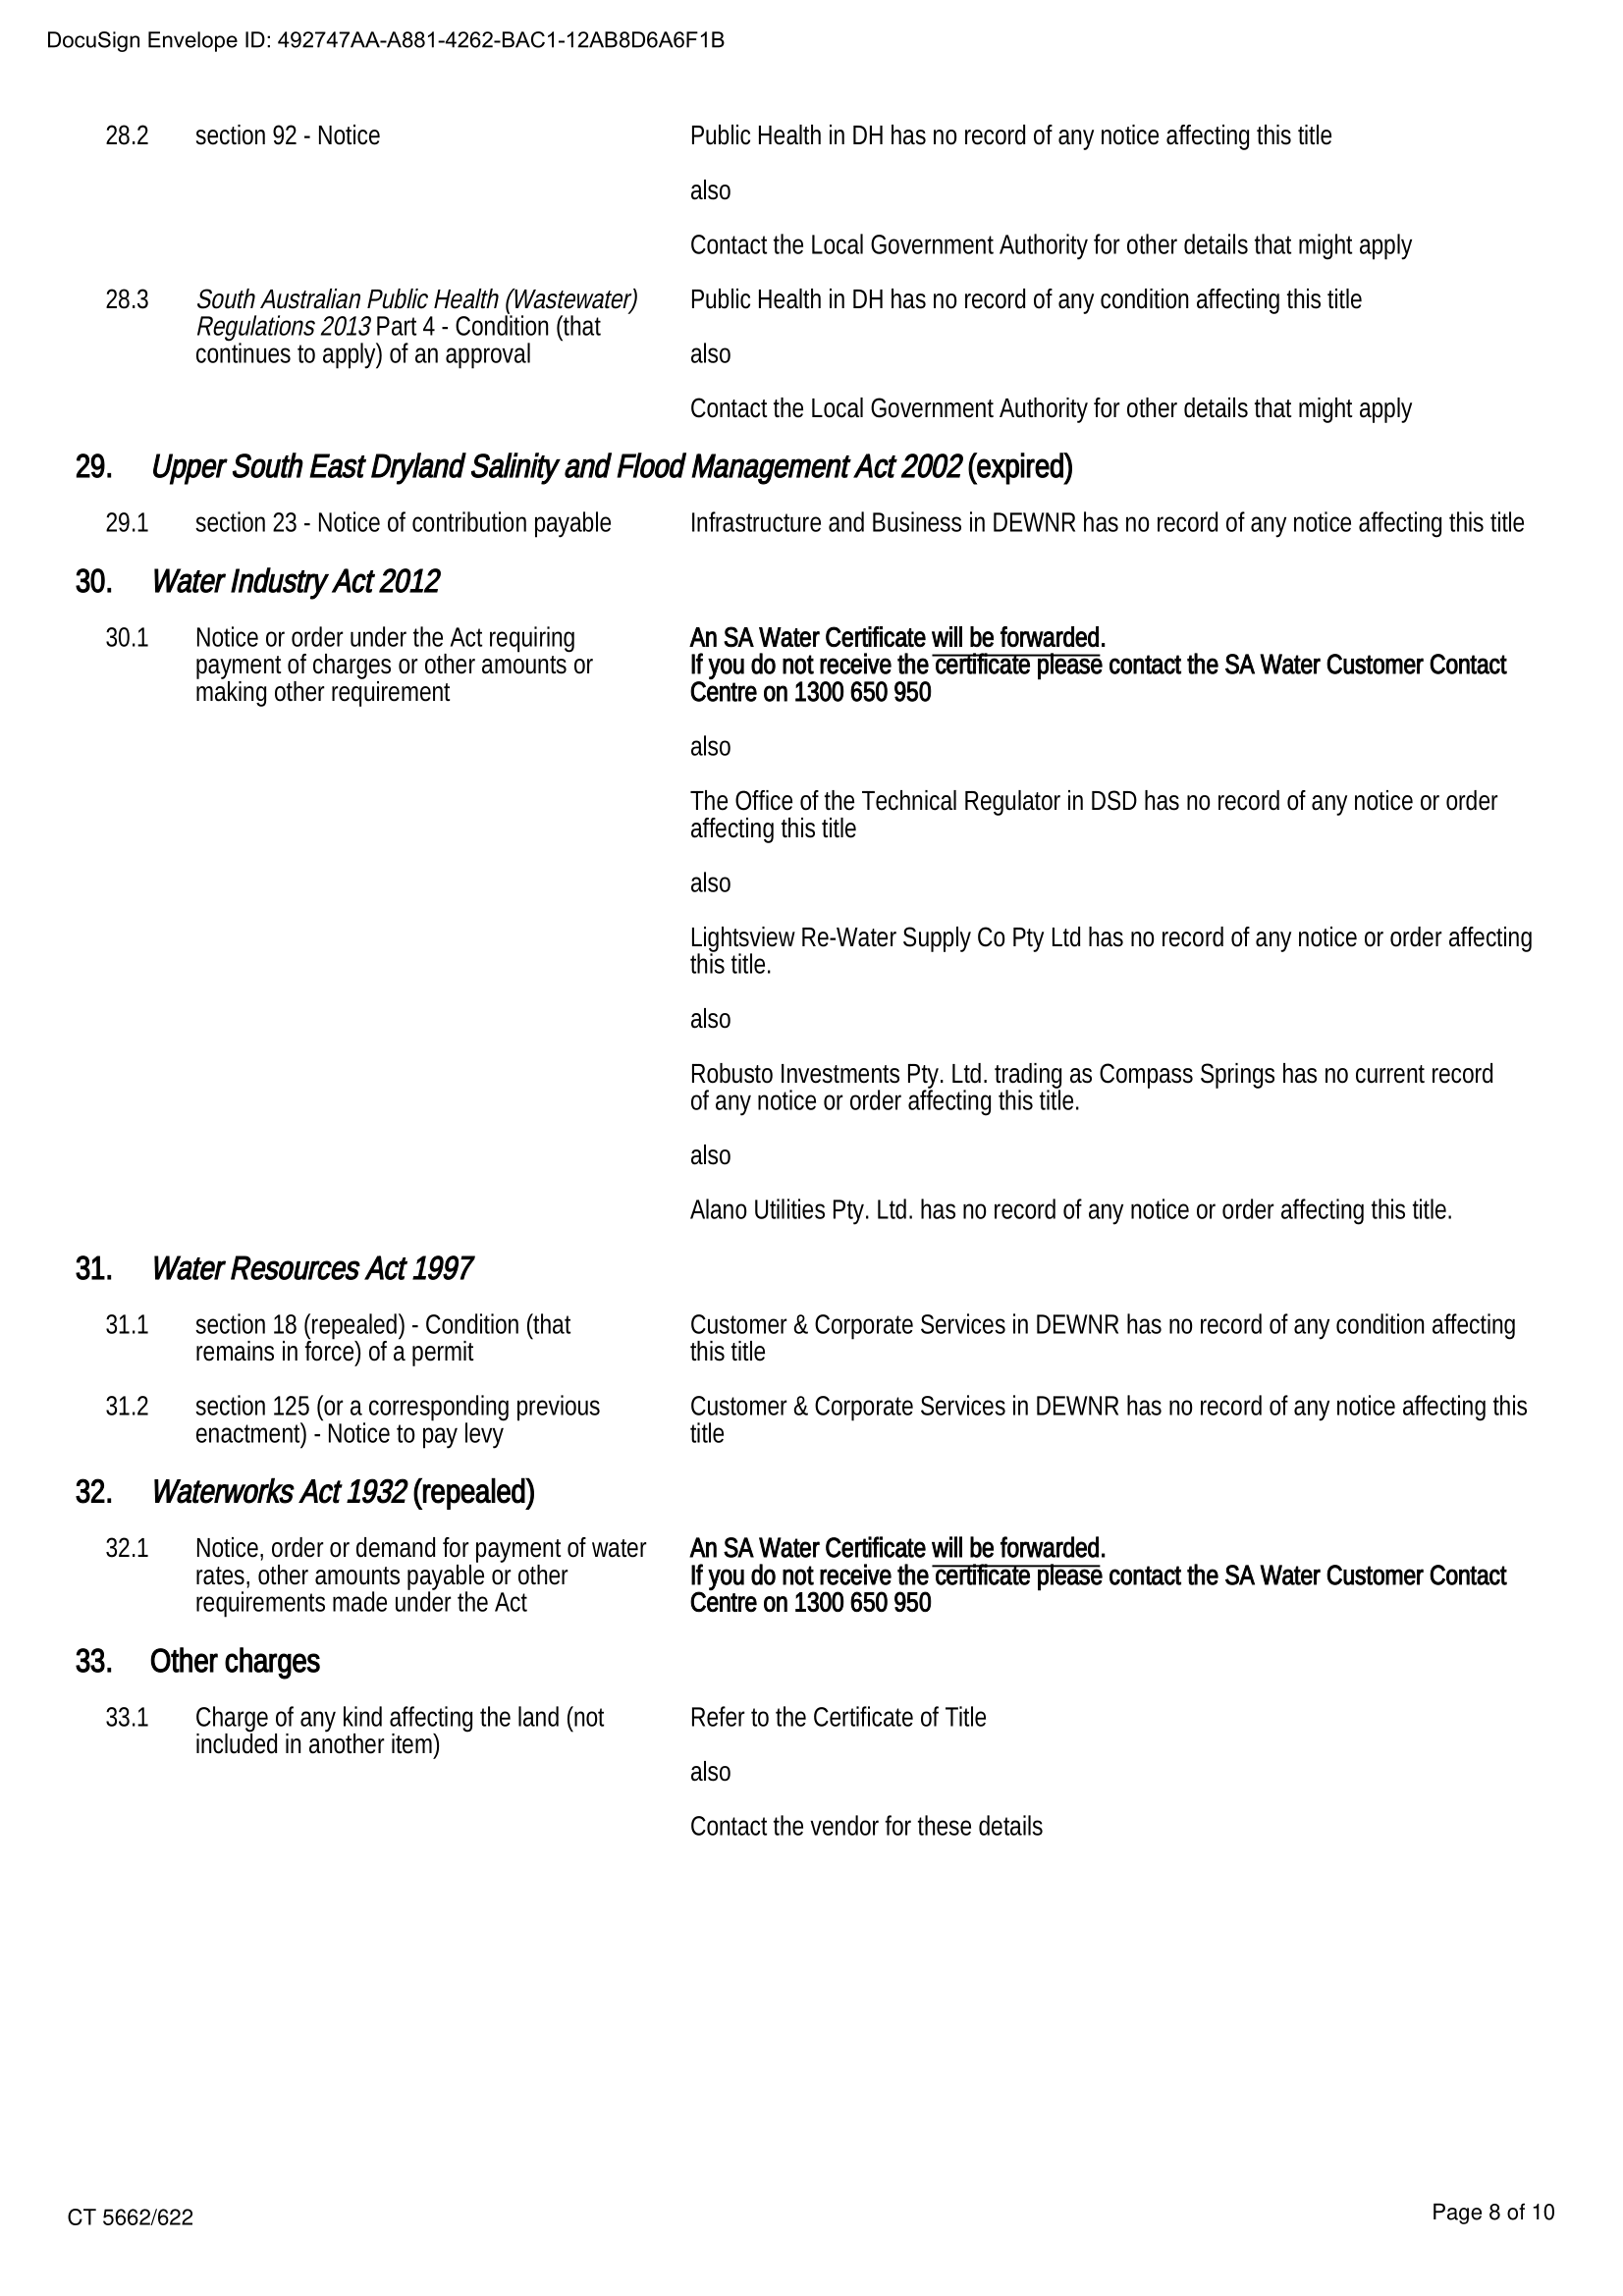 DocuSign Envelope ID: 492747AA-A881-4262-BAC1-12AB8D6A6F1B
28.2 section 92 - Notice Public Health in DH has no record of any notice affecting this title
also
Contact the Local Government Authority for other details that might apply
28.3 South Australian Public Health (Wastewater) Public Health in DH has no record of any condition affecting this title
Regulations 2013 Part 4 - Condition (that
continues to apply) of an approval also
Contact the Local Government Authority for other details that might apply
29. Upper South East Dryland Salinity and Flood Management Act 2002 (expired)
29.1 section 23 - Notice of contribution payable Infrastructure and Business in DEWNR has no record of any notice affecting this title
30. Water Industry Act 2012
30.1 Notice or order under the Act requiring An SA Water Certificate will be forwarded.
payment of charges or other amounts or If you do not receive the certificate please contact the SA Water Customer Contact
making other requirement Centre on 1300 650 950
also
The Office of the Technical Regulator in DSD has no record of any notice or order
affecting this title
also
Lightsview Re-Water Supply Co Pty Ltd has no record of any notice or order affecting
this title.
also
Robusto Investments Pty. Ltd. trading as Compass Springs has no current record
of any notice or order affecting this title.
also
Alano Utilities Pty. Ltd. has no record of any notice or order affecting this title.
31. Water Resources Act 1997
31.1 section 18 (repealed) - Condition (that Customer & Corporate Services in DEWNR has no record of any condition affecting
remains in force) of a permit this title
31.2 section 125 (or a corresponding previous Customer & Corporate Services in DEWNR has no record of any notice affecting this
enactment) - Notice to pay levy title
32. Waterworks Act 1932 (repealed)
32.1 Notice, order or demand for payment of water An SA Water Certificate will be forwarded.
rates, other amounts payable or other If you do not receive the certificate please contact the SA Water Customer Contact
requirements made under the Act Centre on 1300 650 950
33. Other charges
33.1 Charge of any kind affecting the land (not Refer to the Certificate of Title
included in another item)
also
Contact the vendor for these details
CT 5662/622 Page 8 of 10